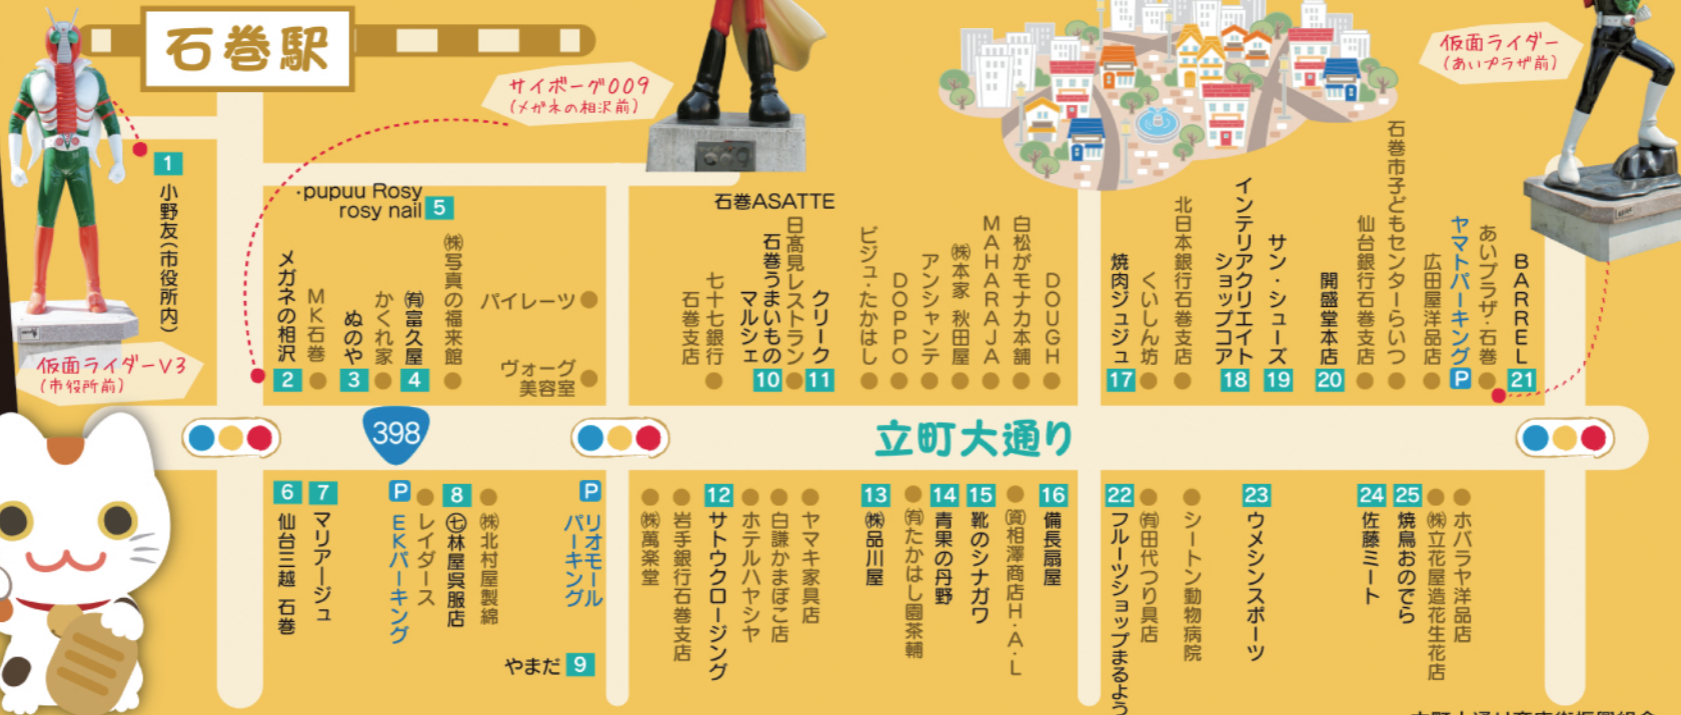 石巻駅
サイボーグ009
(メガネの相沢前)
仮面ライダー
(あいプラザ前)
仮面ライダーV3
(市役所前)
1
小野友(市役所内)
・pupuu Rosy
rosy nail 5
石巻ASATTE
メガネの相沢
2
MK石巻
ぬのや
3
かくれ家
㈲富久屋
4
㈱写真の福来館
パイレーツ
ヴォーグ
美容室
七十七銀行
石巻支店
石巻うまいもの
マルシェ
10
日髙見レストラン
クリーク
11
ビジュ・たかはし
DOPPO
アンシャンテ
㈱本家 秋田屋
MAHARAJA
白松がモナカ本舗
DOUGH
焼肉ジュジュ
17
くいしん坊
北日本銀行石巻支店
インテリアクリエイト
ショップコア
18
サン・シューズ
19
開盛堂本店
20
仙台銀行石巻支店
石巻市子どもセンターらいつ
広田屋洋品店
ヤマトパーキング
P
あいプラザ・石巻
BARREL
21
398
立町大通り
6
仙台三越 石巻
7
マリアージュ
P
EKパーキング
レイダース
8
㊆林屋呉服店
㈱北村屋製綿
P
リオモール
パーキング
やまだ 9
㈱萬楽堂
岩手銀行石巻支店
12
サトウクロージング
ホテルハヤシヤ
白謙かまぼこ店
ヤマキ家具店
13
㈱品川屋
㈲たかはし園茶輔
14
青果の丹野
15
靴のシナガワ
㈾相澤商店H・A・L
16
備長扇屋
22
フルーツショップまるよう
㈲田代つり具店
シートン動物病院
23
ウメシンスポーツ
24
佐藤ミート
25
焼鳥おのでら
㈱立花屋造花生花店
ホバラヤ洋品店